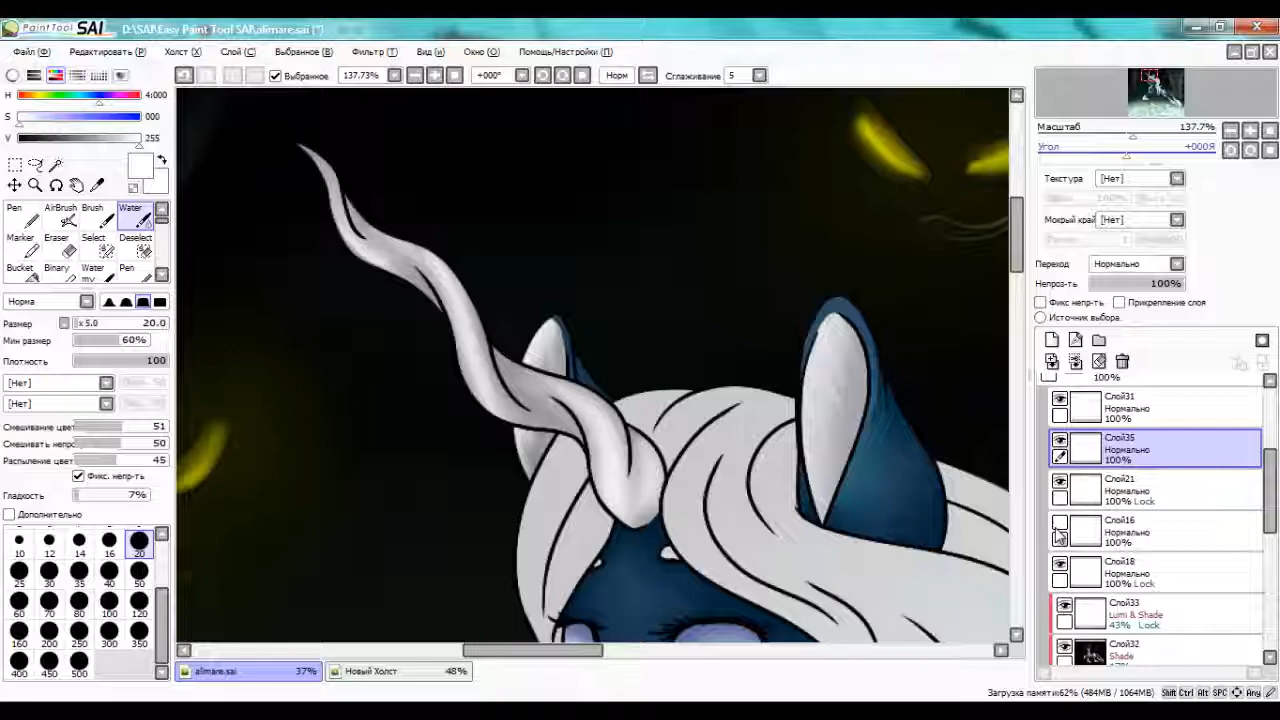 PaintTool SAI D:\SAI\Easy Paint Tool SAI\alimare.sai (*)
Файл (Ф) Редактировать (Р) Холст (X) Слой (C) Выбранное (В) Фильтр (T) Вид (и) Окно (O) Помощь/Настройки (П)
Выбранное 137.73% +000° Норм Сглаживание 5
H 4:000
S 000
V 255
Pen AirBrush Brush Water
Marker Eraser Select Deselect
Bucket Binary Water my Pen
Норма
Размер x 5.0 20.0
Мин размер 60%
Плотность 100
[Нет]
[Нет]
Смешивание цвет 51
Смешивать непро 50
Распыление цвет 45
Фикс. непр-ть
Гладкость 7%
Дополнительно
10 12 14 16 20
25 30 35 40 50
60 70 80 100 120
160 200 250 300 350
400 450 500
alimare.sai 37% Новый Холст 48%
Масштаб 137.7%
Угол +000Я
Текстура [Нет]
Мокрый край [Нет]
Переход Нормально
Непроз-ть 100%
Фикс непр-ть Прикрепление слоя
Источник выбора
100%
Слой31
Нормально
100%
Слой35
Нормально
100%
Слой21
Нормально
100% Lock
Слой16
Нормально
100%
Слой18
Нормально
100% Lock
Слой33
Lumi & Shade
43% Lock
Слой32
Shade
Загрузка памяти:62% (484MB / 1064MB) Shift Ctrl Alt SPC Any